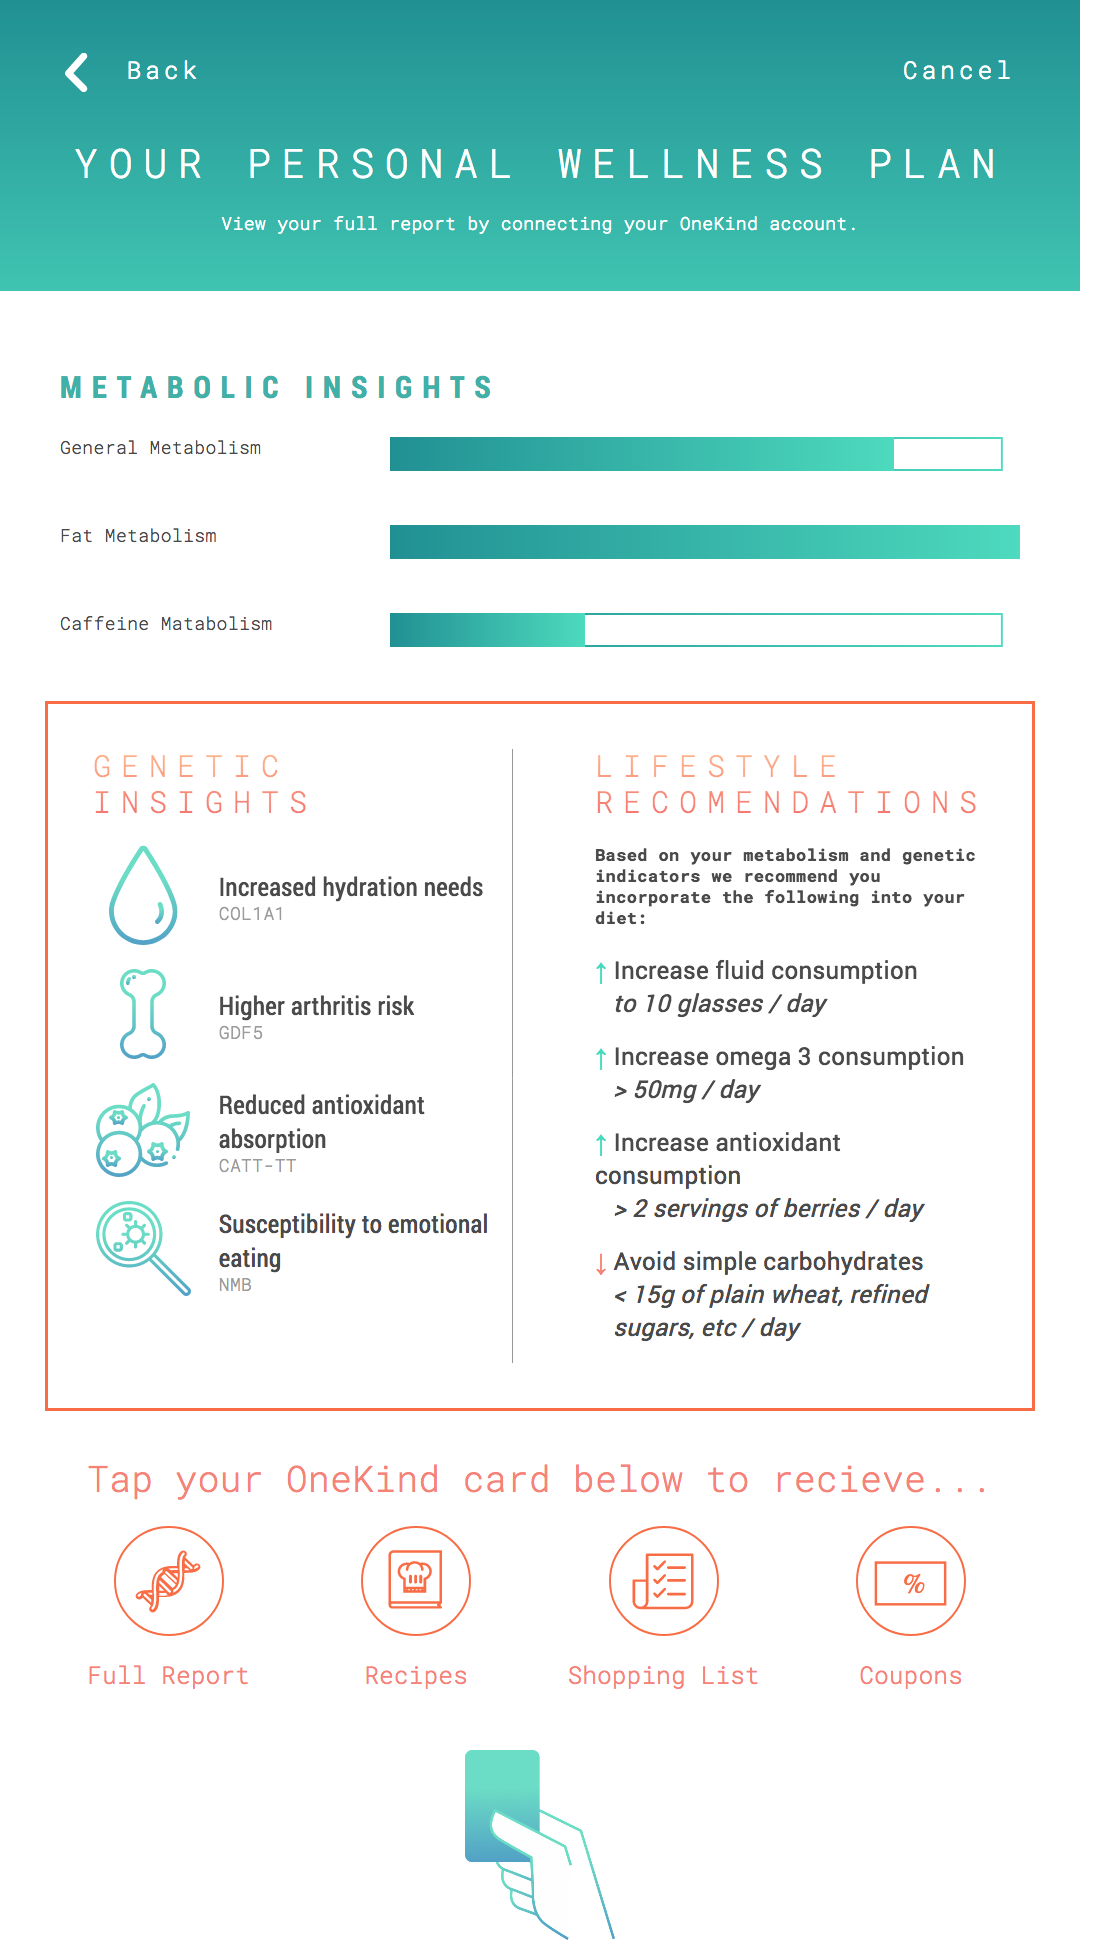 Back
Cancel
YOUR PERSONAL WELLNESS PLAN
View your full report by connecting your OneKind account.
METABOLIC INSIGHTS
General Metabolism
Fat Metabolism
Caffeine Matabolism
GENETIC
INSIGHTS
Increased hydration needs
COL1A1
Higher arthritis risk
GDF5
Reduced antioxidant
absorption
CATT-TT
Susceptibility to emotional
eating
NMB
LIFESTYLE
RECOMENDATIONS
Based on your metabolism and genetic
indicators we recommend you
incorporate the following into your
diet:
↑ Increase fluid consumption
to 10 glasses / day
↑ Increase omega 3 consumption
> 50mg / day
↑ Increase antioxidant
consumption
> 2 servings of berries / day
↓ Avoid simple carbohydrates
< 15g of plain wheat, refined
sugars, etc / day
Tap your OneKind card below to recieve...
%
Full Report
Recipes
Shopping List
Coupons